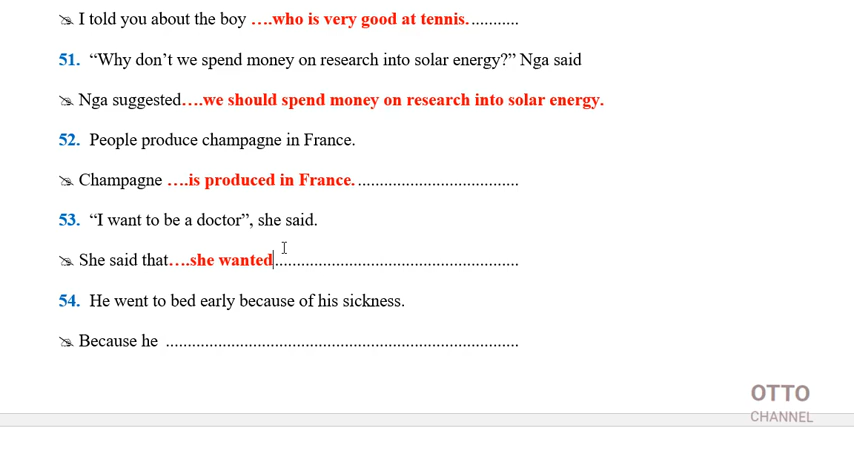 I told you about the boy ….who is very good at tennis............
51. “Why don’t we spend money on research into solar energy?” Nga said
Nga suggested….we should spend money on research into solar energy.
52. People produce champagne in France.
Champagne ….is produced in France......................................
53. “I want to be a doctor”, she said.
She said that….she wanted........................................................
54. He went to bed early because of his sickness.
Because he .................................................................................
OTTO
CHANNEL